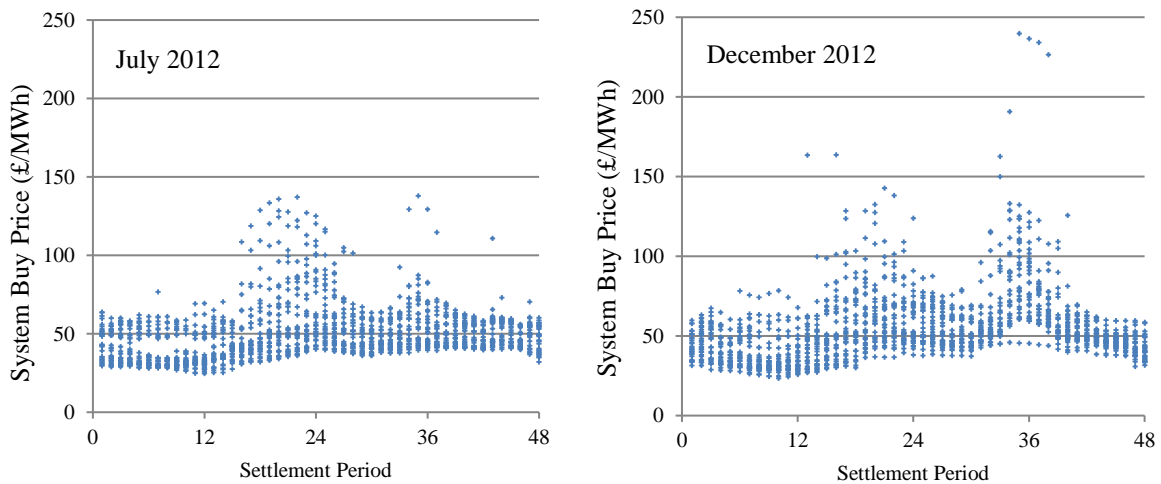 July 2012
System Buy Price (£/MWh)
250
200
150
100
50
0
0 12 24 36 48
Settlement Period
December 2012
System Buy Price (£/MWh)
250
200
150
100
50
0
0 12 24 36 48
Settlement Period